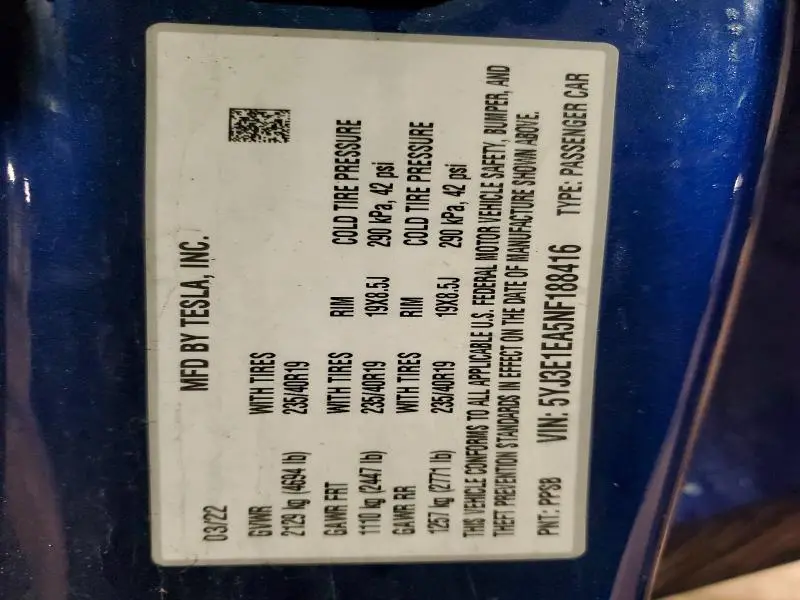 MFD BY TESLA, INC.
03/22
GVWR WITH TIRES
2129 kg (4694 lb) 235/40R19
GAWR FRT WITH TIRES RIM COLD TIRE PRESSURE
1110 kg (2447 lb) 235/40R19 19X8.5J 290 kPa, 42 psi
GAWR RR WITH TIRES RIM COLD TIRE PRESSURE
1257 kg (2771 lb) 235/40R19 19X8.5J 290 kPa, 42 psi
THIS VEHICLE CONFORMS TO ALL APPLICABLE U.S. FEDERAL MOTOR VEHICLE SAFETY, BUMPER, AND
THEFT PREVENTION STANDARDS IN EFFECT ON THE DATE OF MANUFACTURE SHOWN ABOVE.
PNT: PPSB VIN: 5YJ3E1EA5NF188416 TYPE: PASSENGER CAR